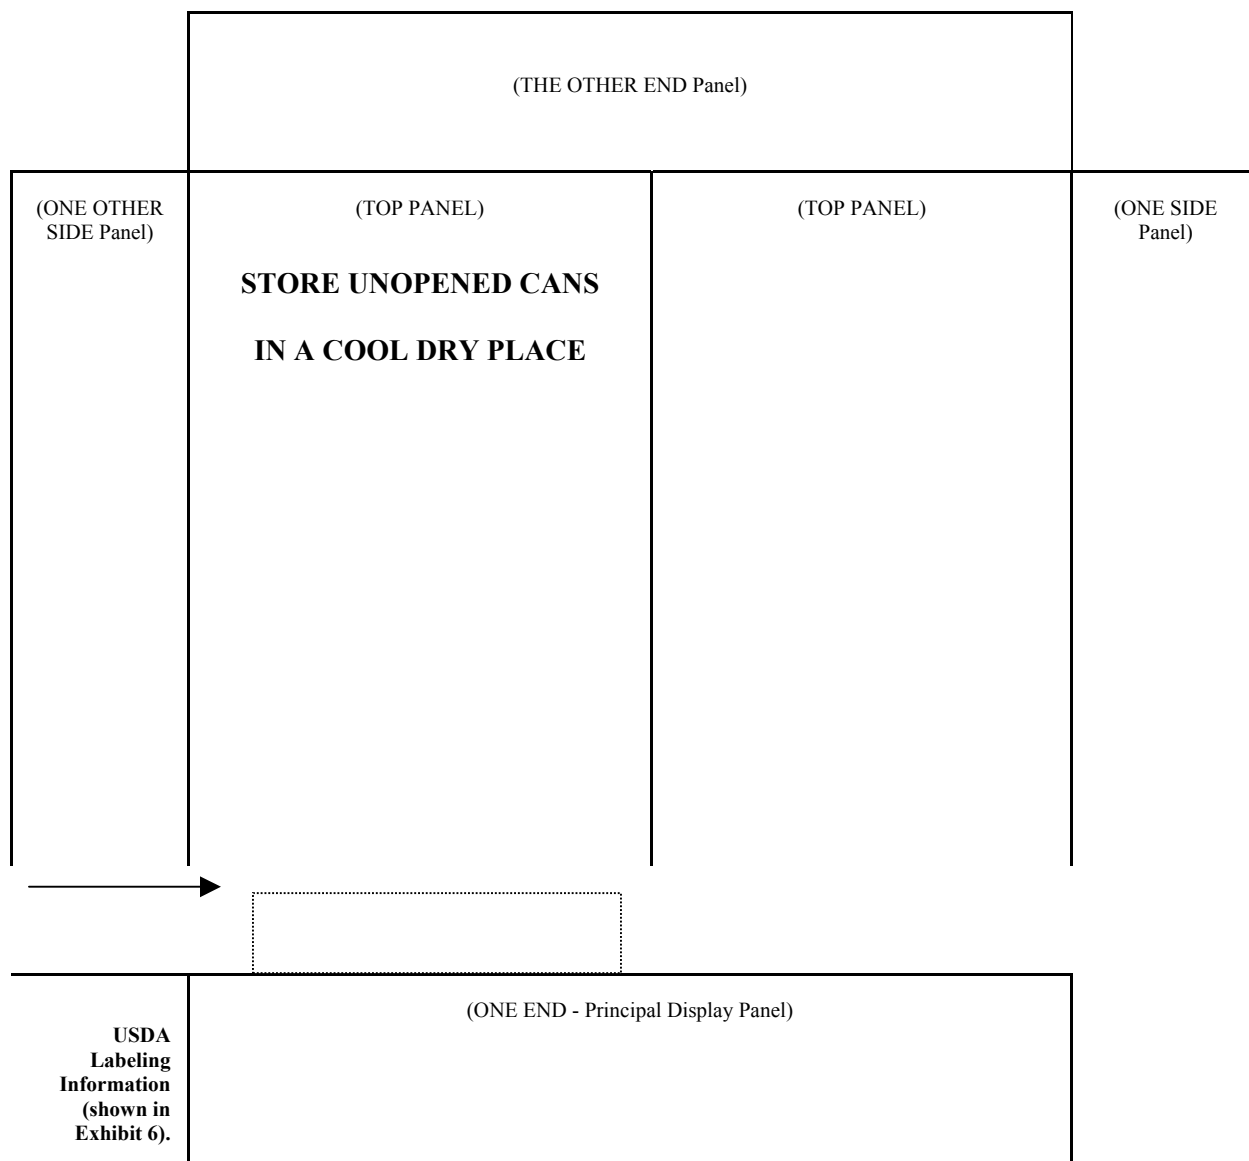 (THE OTHER END Panel)
(ONE OTHER
SIDE Panel)
(TOP PANEL)
STORE UNOPENED CANS
IN A COOL DRY PLACE
(TOP PANEL)
(ONE SIDE
Panel)
(ONE END - Principal Display Panel)
USDA
Labeling
Information
(shown in
Exhibit 6).